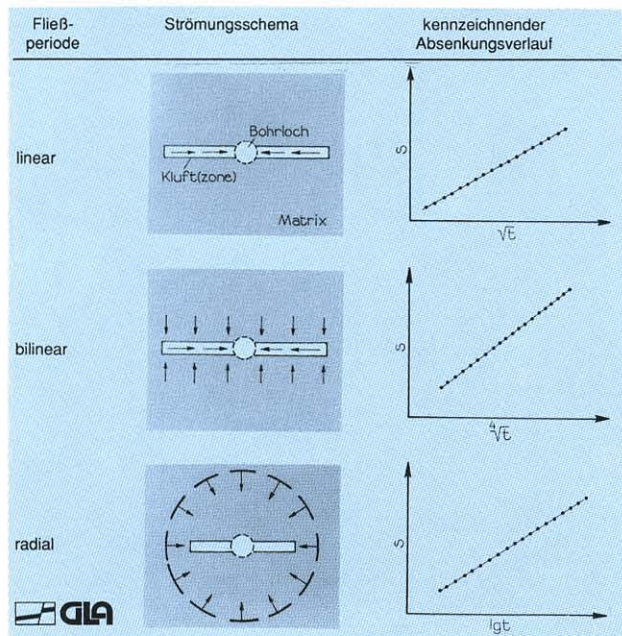 Fließ-
periode
Strömungsschema
kennzeichnender
Absenkungsverlauf
linear
Bohrloch
Kluft(zone)
Matrix
S
√t
bilinear
S
⁴√t
radial
S
lgt
GLA